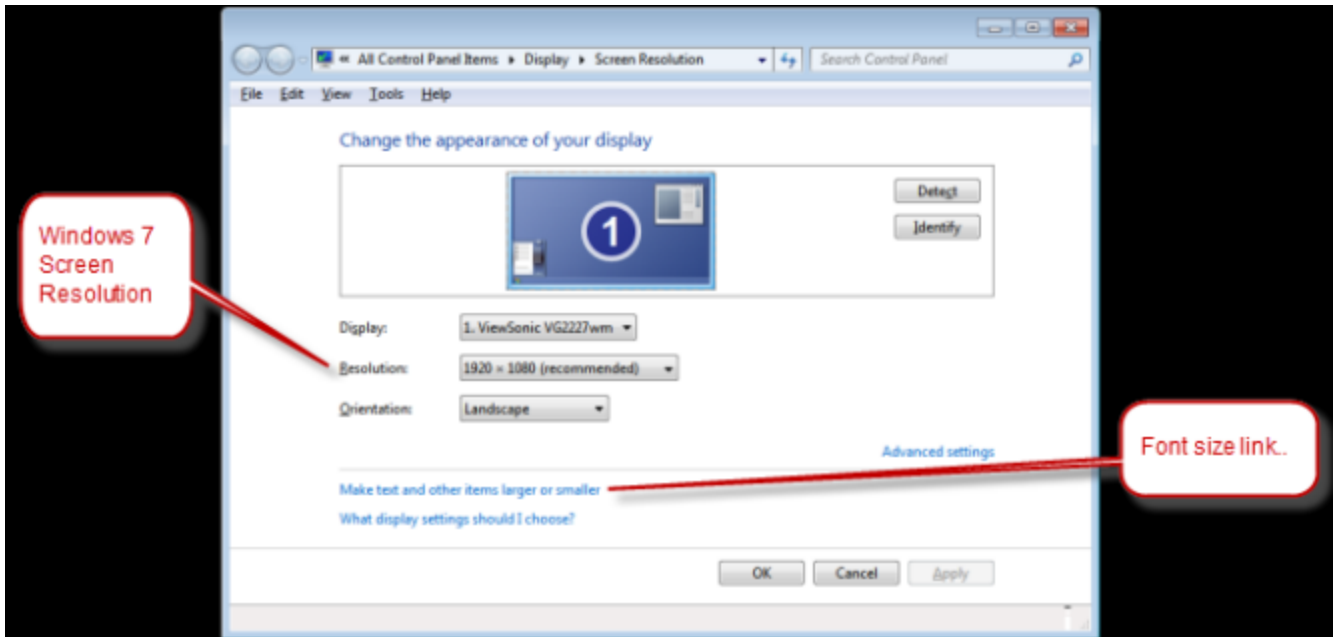 « All Control Panel Items ▸ Display ▸ Screen Resolution
Search Control Panel
File Edit View Tools Help
Change the appearance of your display
1
Detect
Identify
Windows 7
Screen
Resolution
Display: 1. ViewSonic VG2227wm
Resolution: 1920 × 1080 (recommended)
Orientation: Landscape
Advanced settings
Font size link..
Make text and other items larger or smaller
What display settings should I choose?
OK Cancel Apply